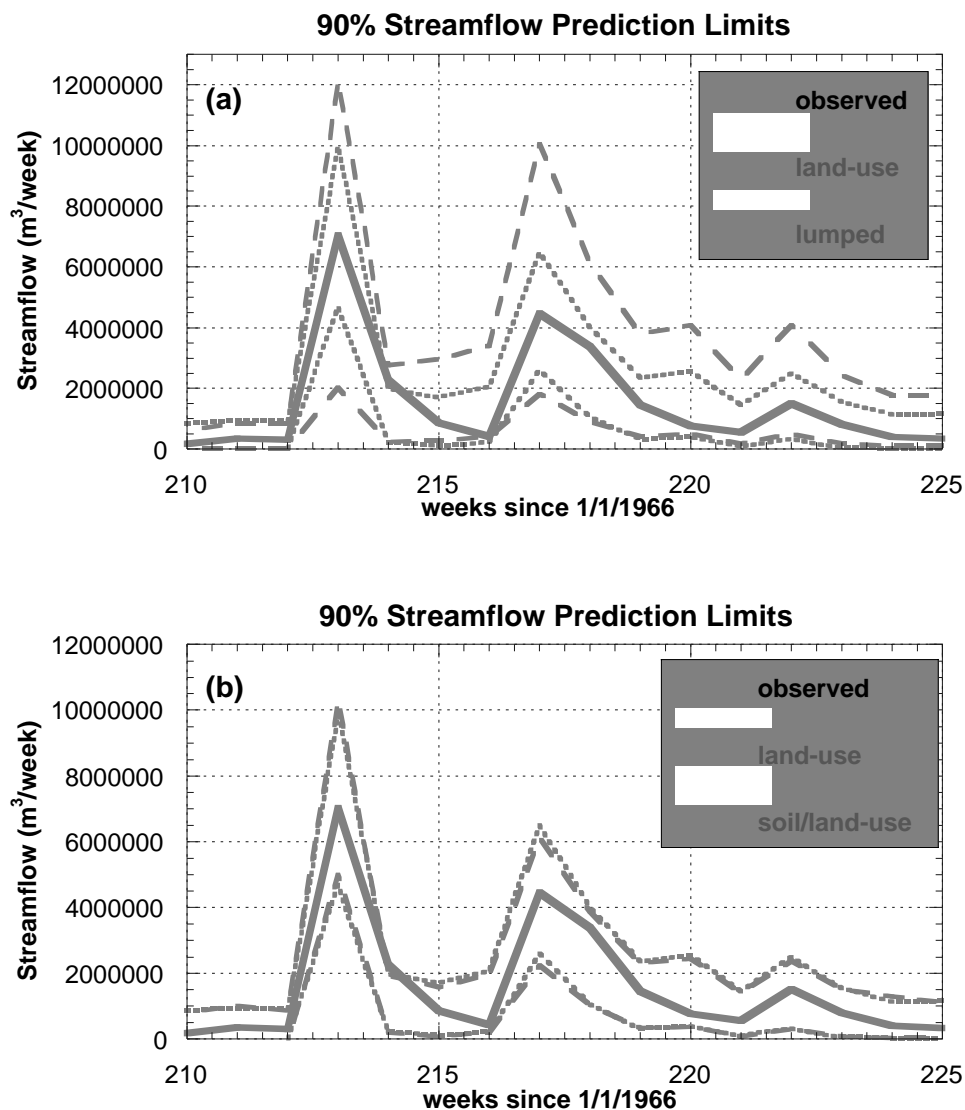 90% Streamflow Prediction Limits
(a)
observed
land-use
lumped
Streamflow (m³/week)
12000000
10000000
8000000
6000000
4000000
2000000
0
210 215 220 225
weeks since 1/1/1966
90% Streamflow Prediction Limits
(b)
observed
land-use
soil/land-use
Streamflow (m³/week)
12000000
10000000
8000000
6000000
4000000
2000000
0
210 215 220 225
weeks since 1/1/1966